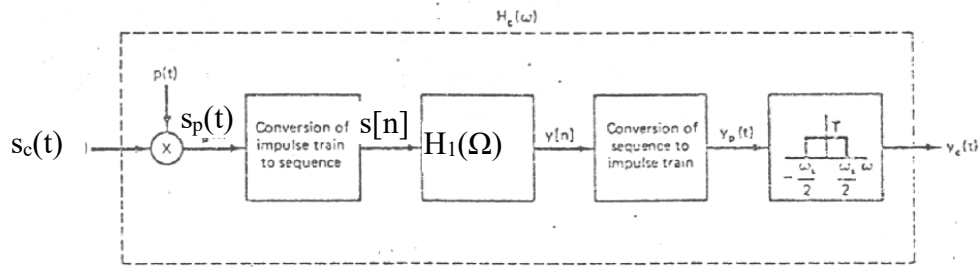 H_c(ω)
p(t)
s_c(t)
×
s_p(t)
Conversion of
impulse train
to sequence
s[n]
H₁(Ω)
y[n]
Conversion of
sequence to
impulse train
y_p(t)
T
-ω_s/2 ω_s/2 ω
y_c(t)